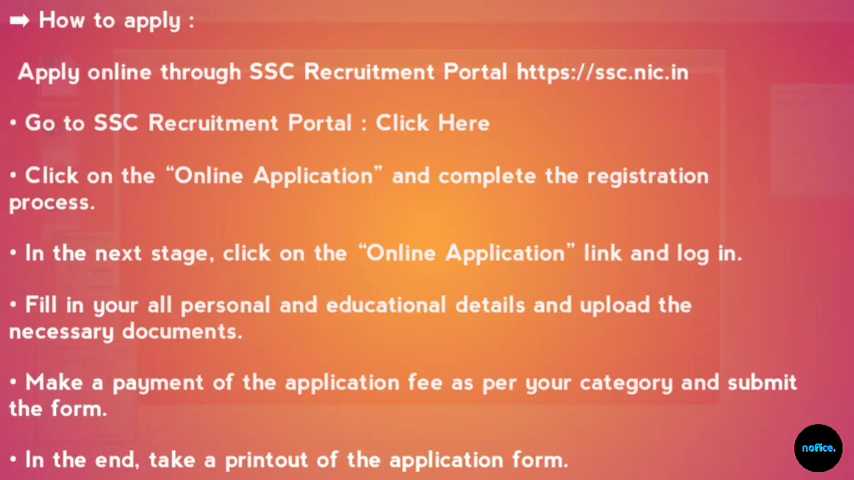 ➡ How to apply :
Apply online through SSC Recruitment Portal https://ssc.nic.in
• Go to SSC Recruitment Portal : Click Here
• Click on the “Online Application” and complete the registration
process.
• In the next stage, click on the “Online Application” link and log in.
• Fill in your all personal and educational details and upload the
necessary documents.
• Make a payment of the application fee as per your category and submit
the form.
• In the end, take a printout of the application form.
nofice.